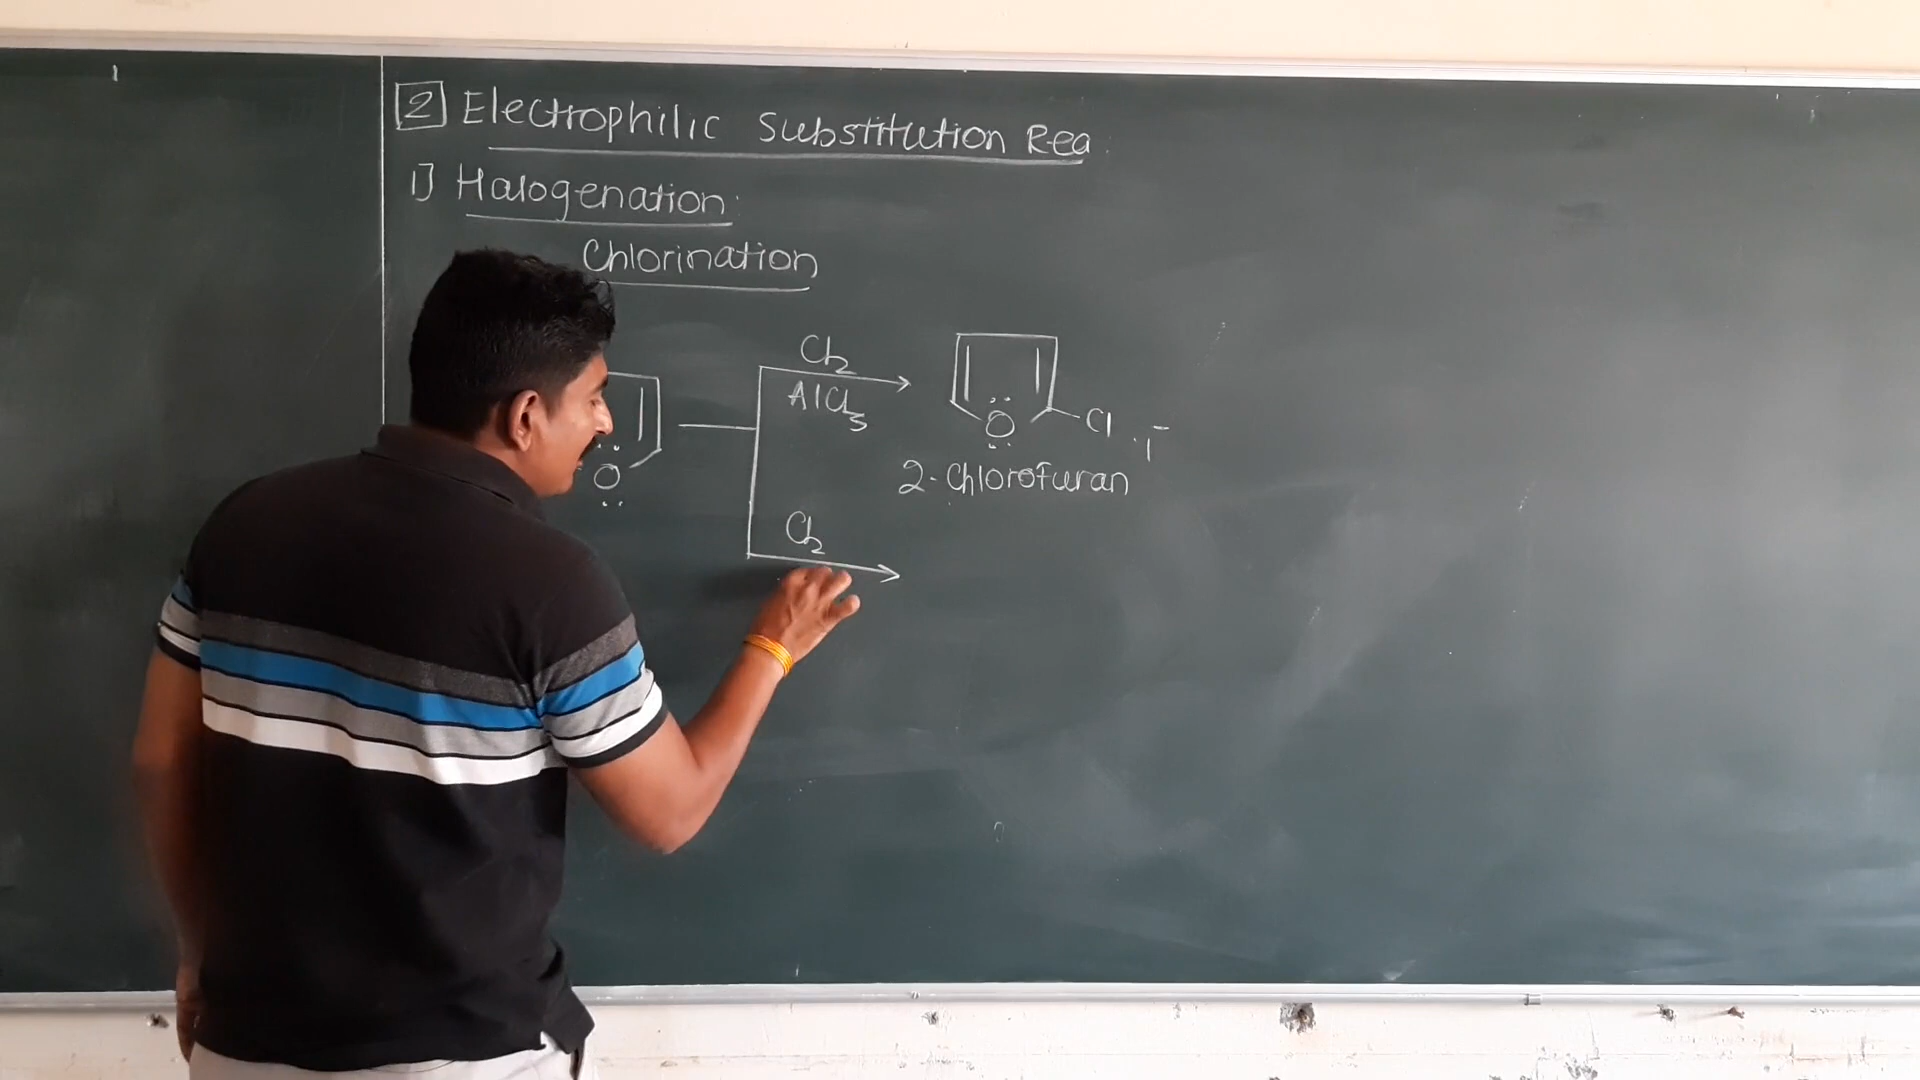 2 Electrophilic Substitution Rea.
1] Halogenation:
Chlorination
Cl2
AlCl3
O
Cl
2-Chlorofuran
O
Cl2